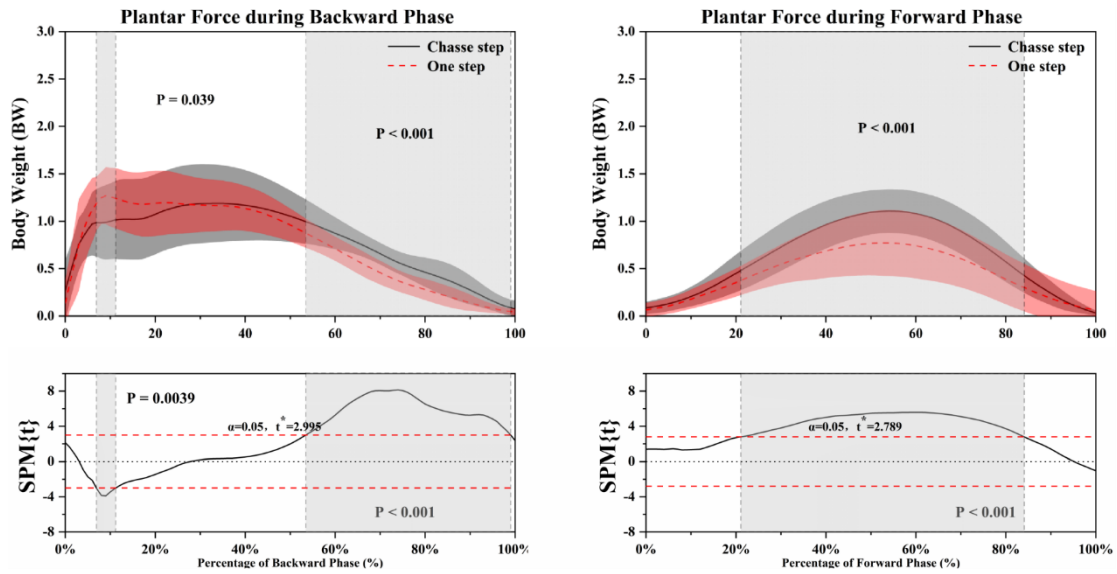 Plantar Force during Backward Phase
3.0
2.5
2.0
1.5
1.0
0.5
0.0
Body Weight (BW)
Chasse step
One step
P = 0.039
P < 0.001
0
20
40
60
80
100
Plantar Force during Forward Phase
3.0
2.5
2.0
1.5
1.0
0.5
0.0
Body Weight (BW)
Chasse step
One step
P < 0.001
0
20
40
60
80
100
8
4
0
-4
-8
SPM{t}
P = 0.0039
α=0.05， t*=2.995
P < 0.001
0%
20%
40%
60%
80%
100%
Percentage of Backward Phase (%)
8
4
0
-4
-8
SPM{t}
α=0.05， t*=2.789
P < 0.001
0%
20%
40%
60%
80%
100%
Percentage of Forward Phase (%)